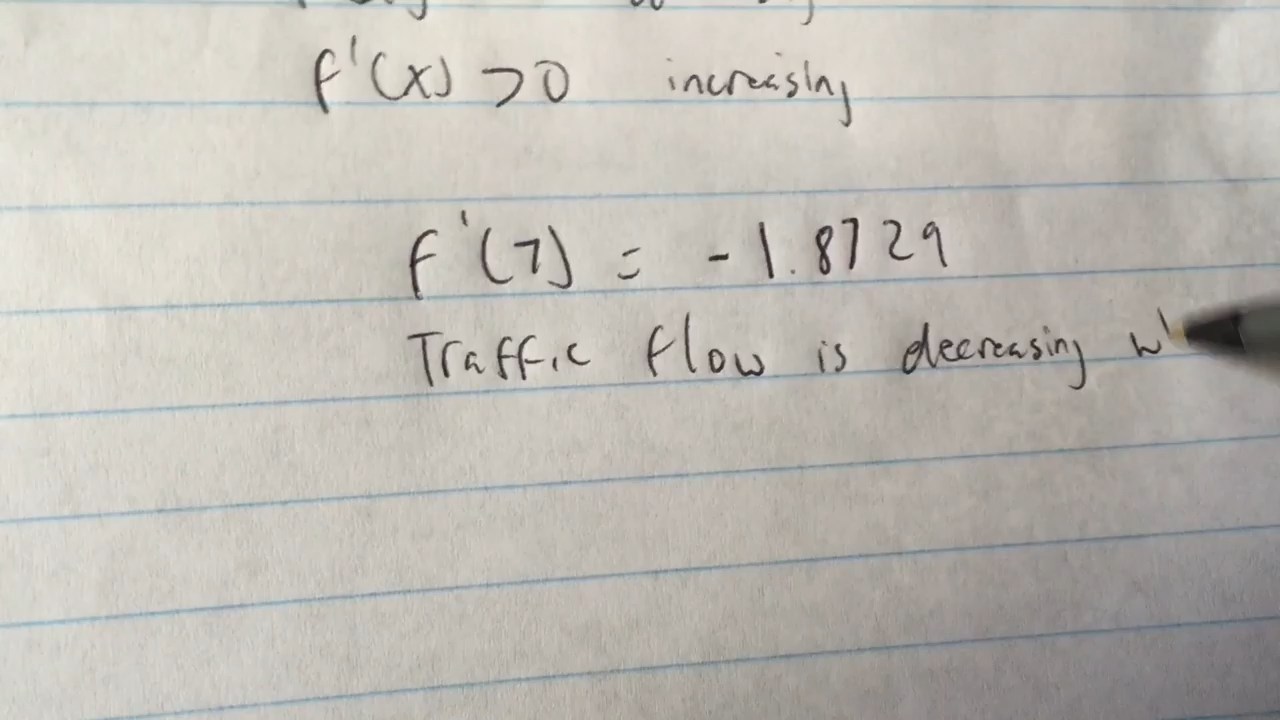 f'(x) >0 increasing
f'(7) = -1.8729
Traffic flow is decreasing